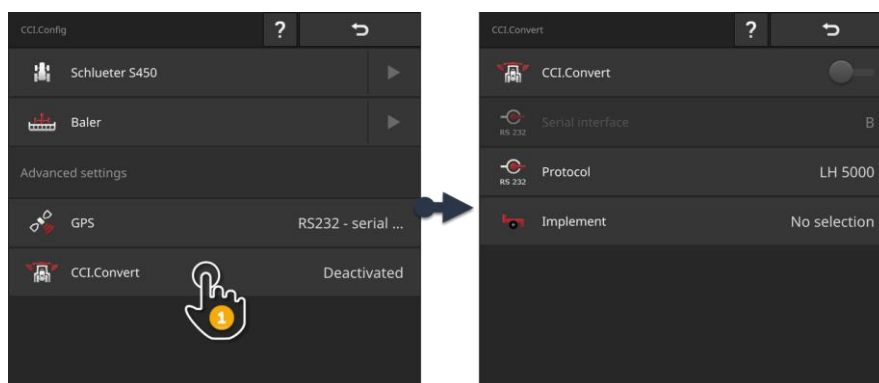 CCI.Config
?
Schlueter S450
Baler
Advanced settings
GPS RS232 - serial ...
CCI.Convert Deactivated
1
CCI.Convert
?
CCI.Convert
RS 232 Serial interface B
RS 232 Protocol LH 5000
Implement No selection